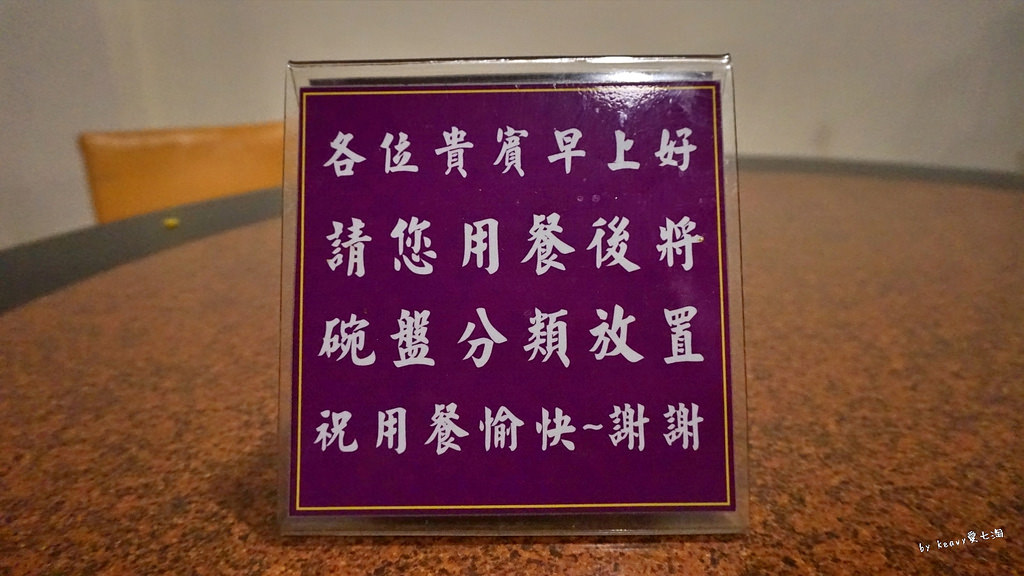 各位貴賓早上好
請您用餐後將
碗盤分類放置
祝用餐愉快~謝謝
by keavy愛七淘